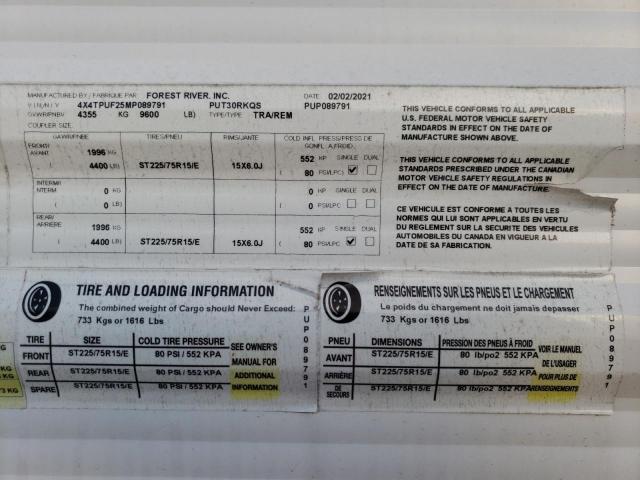 MANUFACTURED BY / FABRIQUE PAR FOREST RIVER, INC. DATE 02/02/2021
V.I.N./N.I.V 4X4TPUF25MP089791 PUT30RKQS PUP089791
GVWR/PNBV 4355 KG 9600 LB) TYPE/TYPE TRA/REM
COUPLER SIZE
GAWR/PNBE TIRES/PNEU RIMS/JANTE COLD INFL. PRESS/PRESS DE GONFL. A FROID
FRONT/ AVANT 1996 KG 552 KP SINGLE DUAL
( 4400 LB) ST225/75R15/E 15X6.0J ( 80 PSI/LPC)
INTERM/ INTERM 0 KG 0 KP SINGLE DUAL
( 0 LB) ( 0 PSI/LPC
REAR/ ARRIERE 1996 KG 552 KP SINGLE DUAL
( 4400 LB) ST225/75R15/E 15X6.0J ( 80 PSI/LPC
THIS VEHICLE CONFORMS TO ALL APPLICABLE
U.S. FEDERAL MOTOR VEHICLE SAFETY
STANDARDS IN EFFECT ON THE DATE OF
MANUFACTURE SHOWN ABOVE.
THIS VEHICLE CONFORMS TO ALL APPLICABLE
STANDARDS PRESCRIBED UNDER THE CANADIAN
MOTOR VEHICLE SAFETY REGULATIONS IN
EFFECT ON THE DATE OF MANUFACTURE.
CE VEHICULE EST CONFORME A TOUTES LES
NORMES QUI LUI SONT APPLICABLES EN VERTU
DU REGLEMENT SUR LA SECURITE DES VEHICULES
AUTOMOBILES DU CANADA EN VIGUEUR A LA
DATE DE SA FABRICATION.
TIRE AND LOADING INFORMATION
The combined weight of Cargo should Never Exceed:
733 Kgs or 1616 Lbs
TIRE SIZE COLD TIRE PRESSURE
FRONT ST225/75R15/E 80 PSI / 552 KPA
REAR ST225/75R15/E 80 PSI / 552 KPA
SPARE ST225/75R15/E 80 PSI / 552 KPA
SEE OWNER'S
MANUAL FOR
ADDITIONAL
INFORMATION
PUP089791
RENSEIGNEMENTS SUR LES PNEUS ET LE CHARGEMENT
Le poids du chargement ne doit jamais depasser
733 Kgs or 1616 Lbs
PNEU DIMENSIONS PRESSION DES PNEUS À FROID
AVANT ST225/75R15/E 80 lb/po2 552 KPA
ARRIÈRE ST225/75R15/E 80 lb/po2 552 KPA
DE SECOURS ST225/75R15/E 80 lb/po2 552 KPA
VOIR LE MANUEL
DE L'USAGER
POUR PLUS DE
RENSEIGNEMENTS
PUP089791